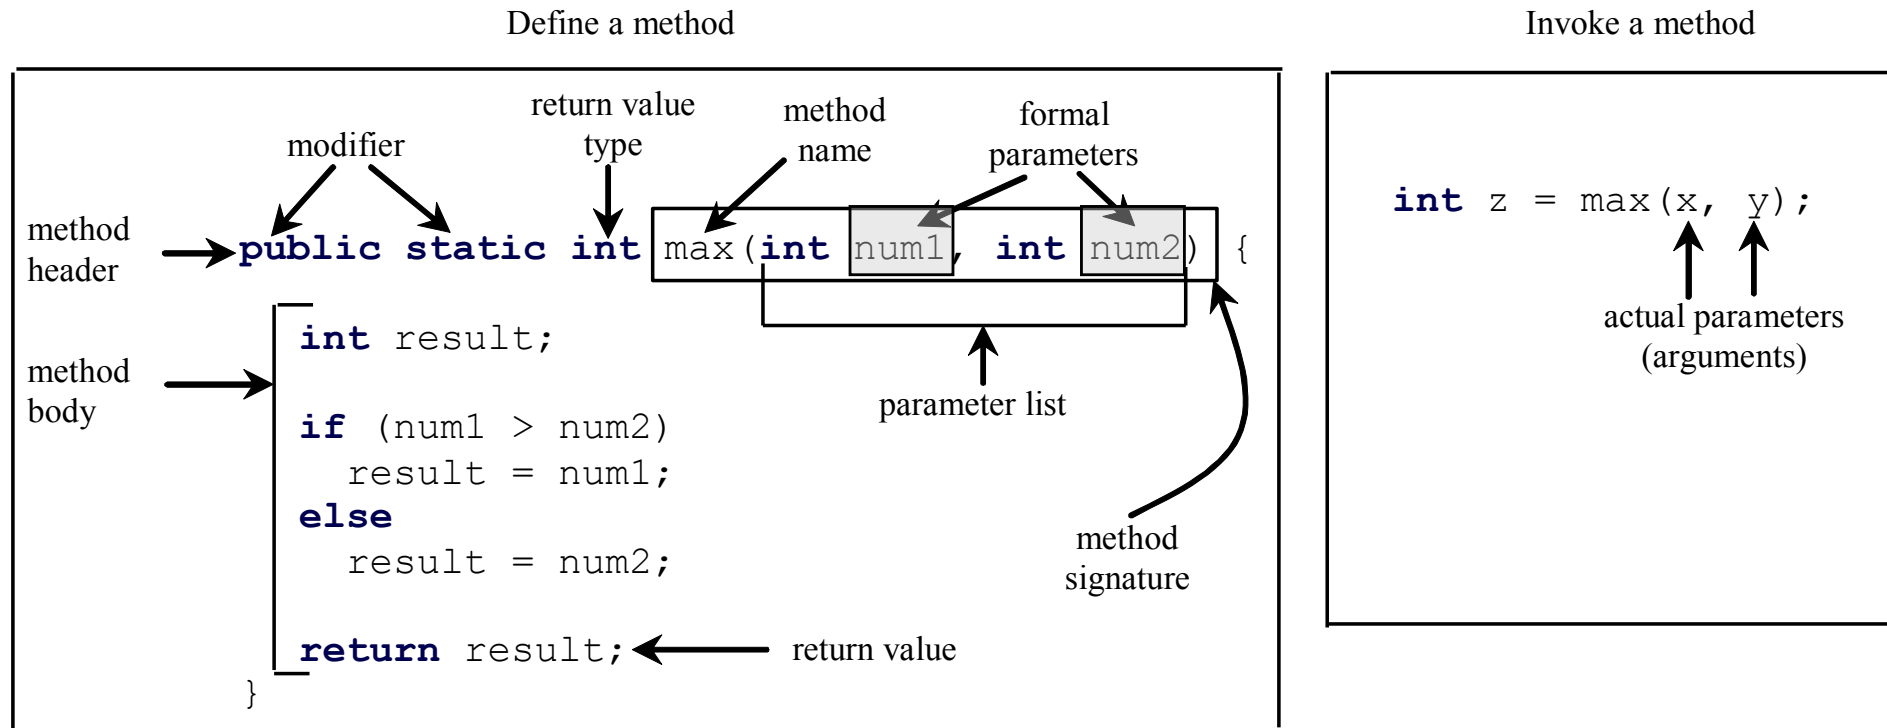 Define a method
Invoke a method
return value
type
method
name
formal
parameters
modifier
method
header
public static int max(int num1, int num2) {
int result;
method
body
parameter list
if (num1 > num2)
result = num1;
else
result = num2;
method
signature
return result;
return value
}
int z = max(x, y);
actual parameters
(arguments)